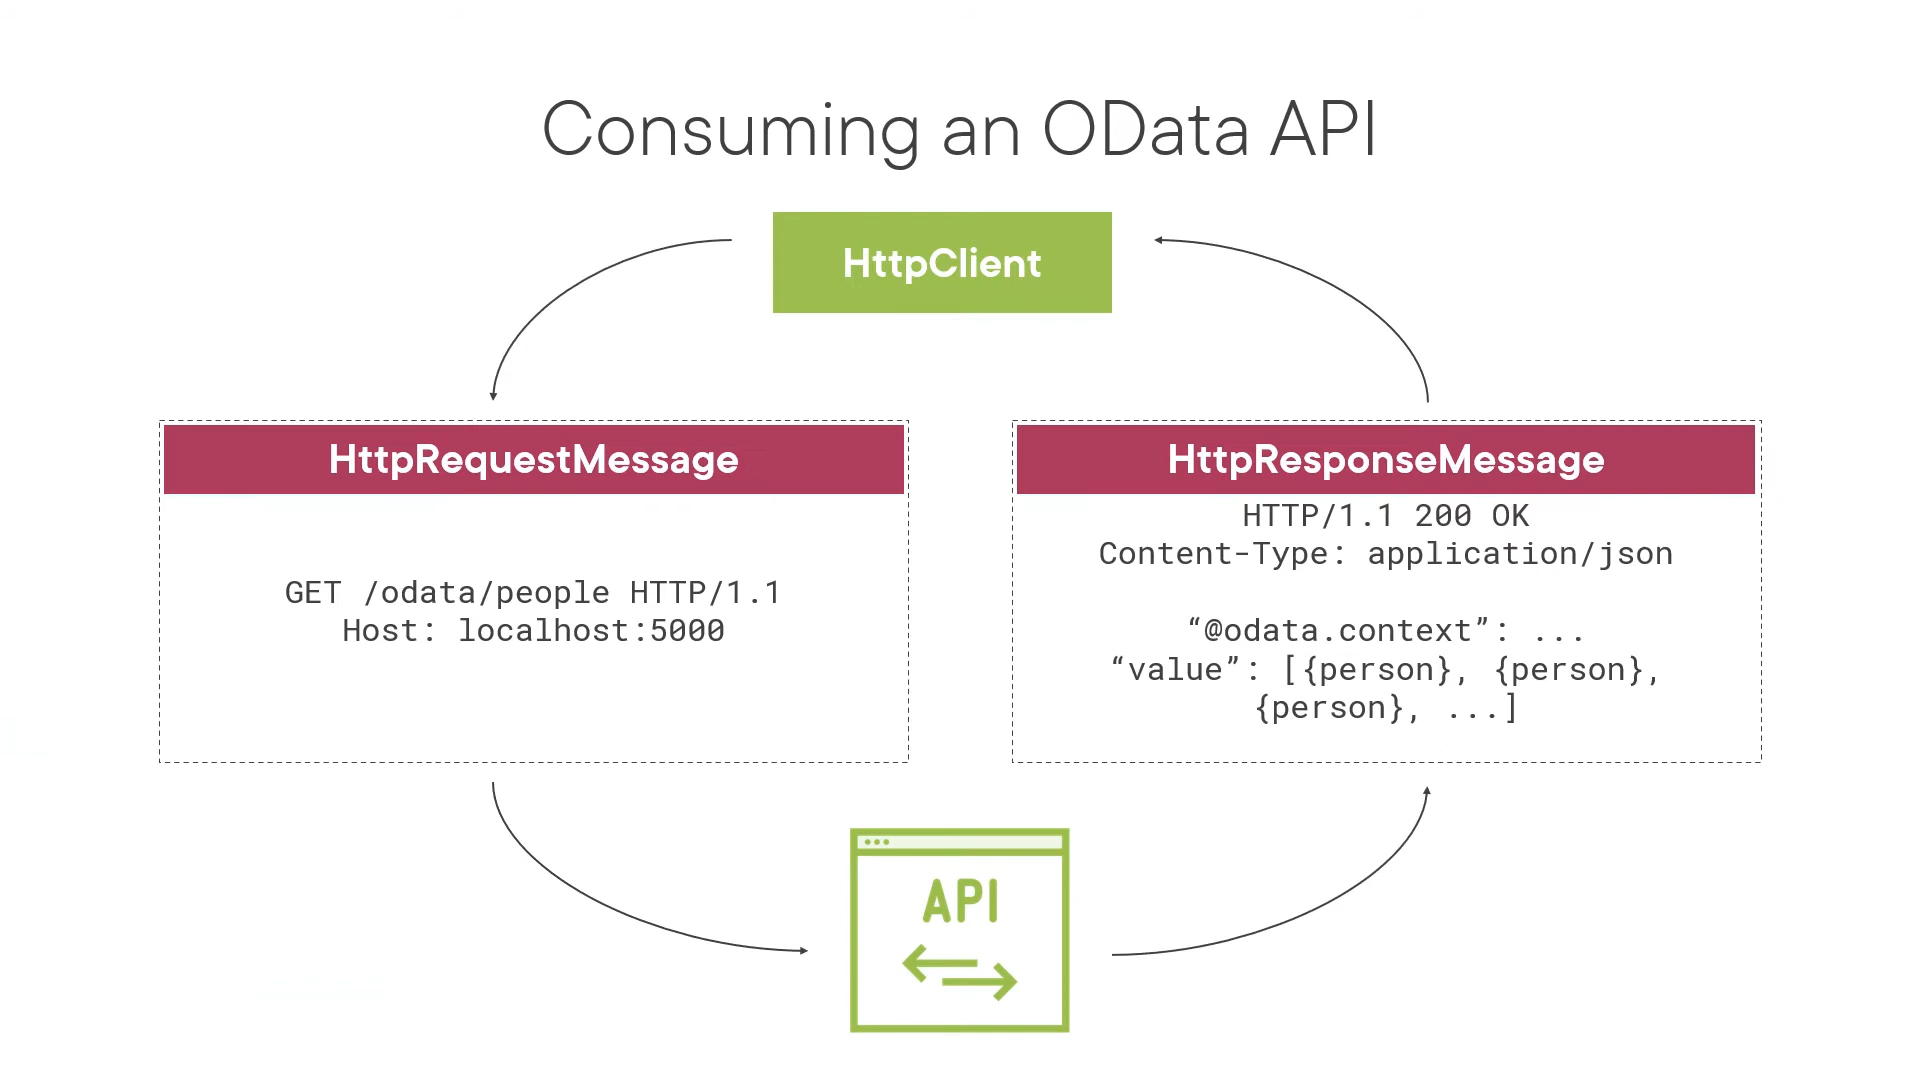 Consuming an OData API
HttpClient
HttpRequestMessage
GET /odata/people HTTP/1.1
Host: localhost:5000
HttpResponseMessage
HTTP/1.1 200 OK
Content-Type: application/json
“@odata.context”: ...
“value”: [{person}, {person},
{person}, ...]
API